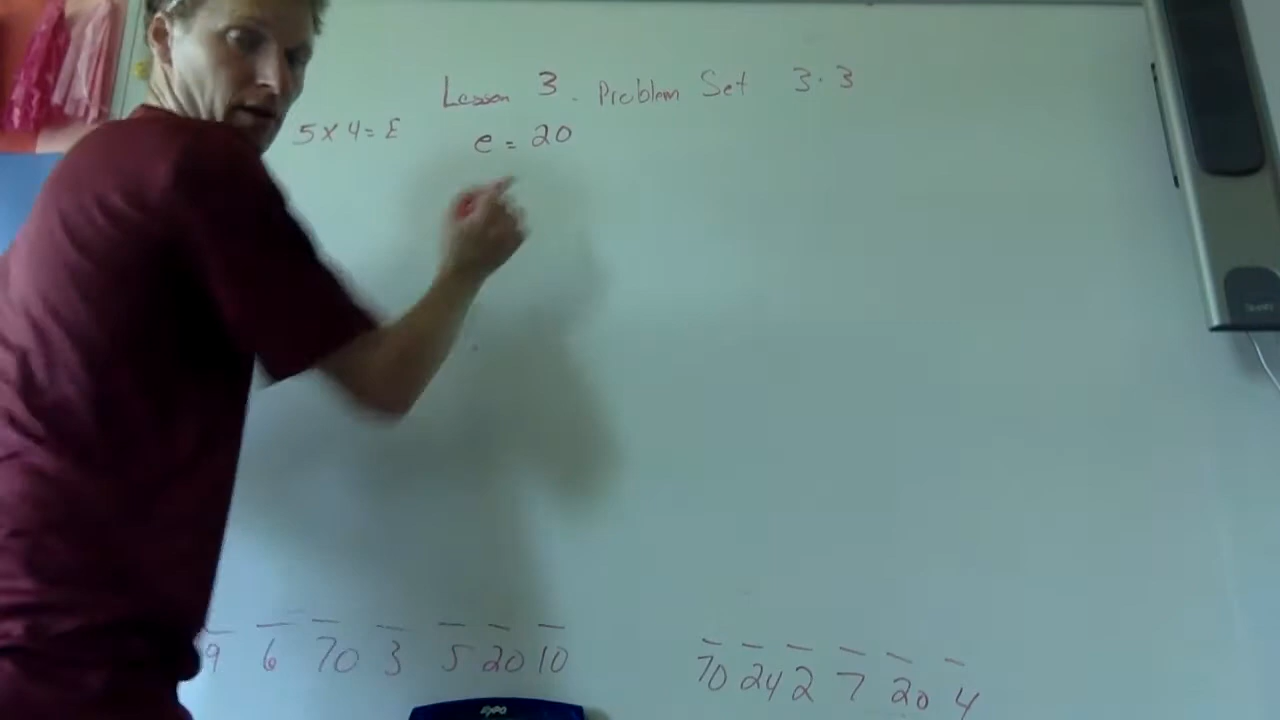 Lesson 3. Problem Set 3.3
5 x 4 = E
e = 20
9 6 70 3 5 20 10
70 24 2 7 20 4
expo